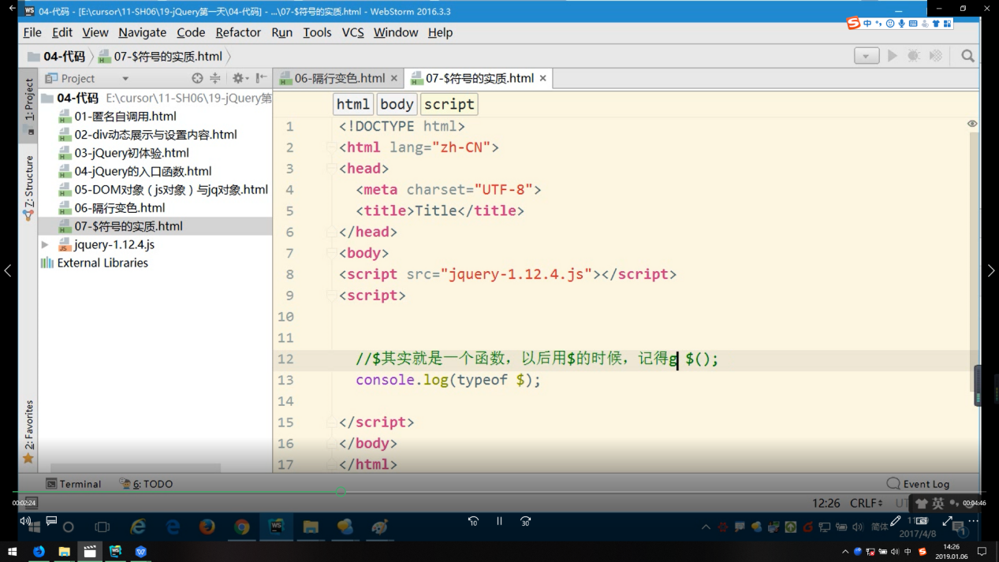 04-代码 - [E:\cursor\11-SH06\19-jQuery第一天\04-代码] - ...\07-$符号的实质.html - WebStorm 2016.3.3
中
File Edit View Navigate Code Refactor Run Tools VCS Window Help
04-代码 07-$符号的实质.html
Project
06-隔行变色.html
07-$符号的实质.html
1: Project
Z: Structure
2: Favorites
04-代码 E:\cursor\11-SH06\19-jQuery第
01-匿名自调用.html
02-div动态展示与设置内容.html
03-jQuery初体验.html
04-jQuery的入口函数.html
05-DOM对象（js对象）与jq对象.html
06-隔行变色.html
07-$符号的实质.html
jquery-1.12.4.js
External Libraries
html body script
1 <!DOCTYPE html>
2 <html lang="zh-CN">
3 <head>
4 <meta charset="UTF-8">
5 <title>Title</title>
6 </head>
7 <body>
8 <script src="jquery-1.12.4.js"></script>
9 <script>
10
11
12 //$其实就是一个函数，以后用$的时候，记得g $();
13 console.log(typeof $);
14
15 </script>
16 </body>
17 </html>
Terminal 6: TODO Event Log
12:26 CRLF UT 英
00:02:24 00:04:46
10 30
简体
2017/4/8
中
14:26
2019.01.06